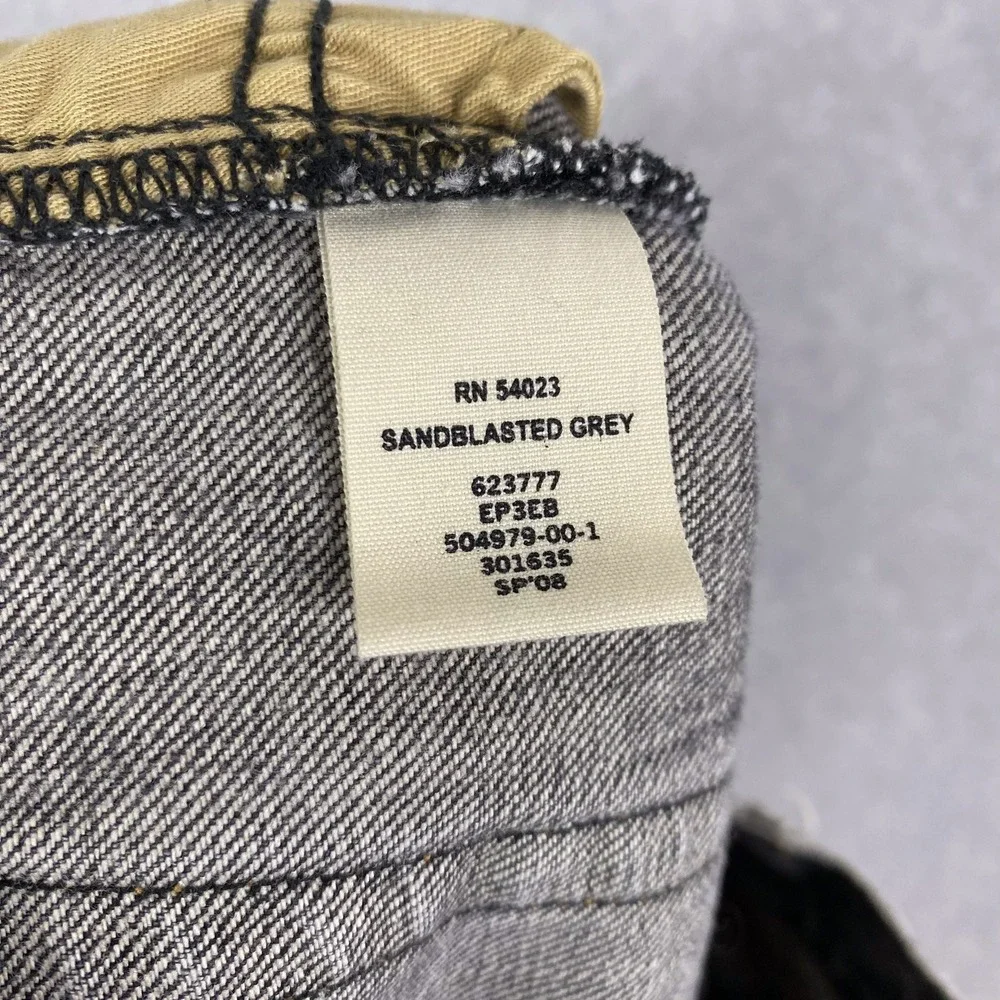 RN 54023
SANDBLASTED GREY
623777
EP3EB
504979-00-1
301635
SP'08